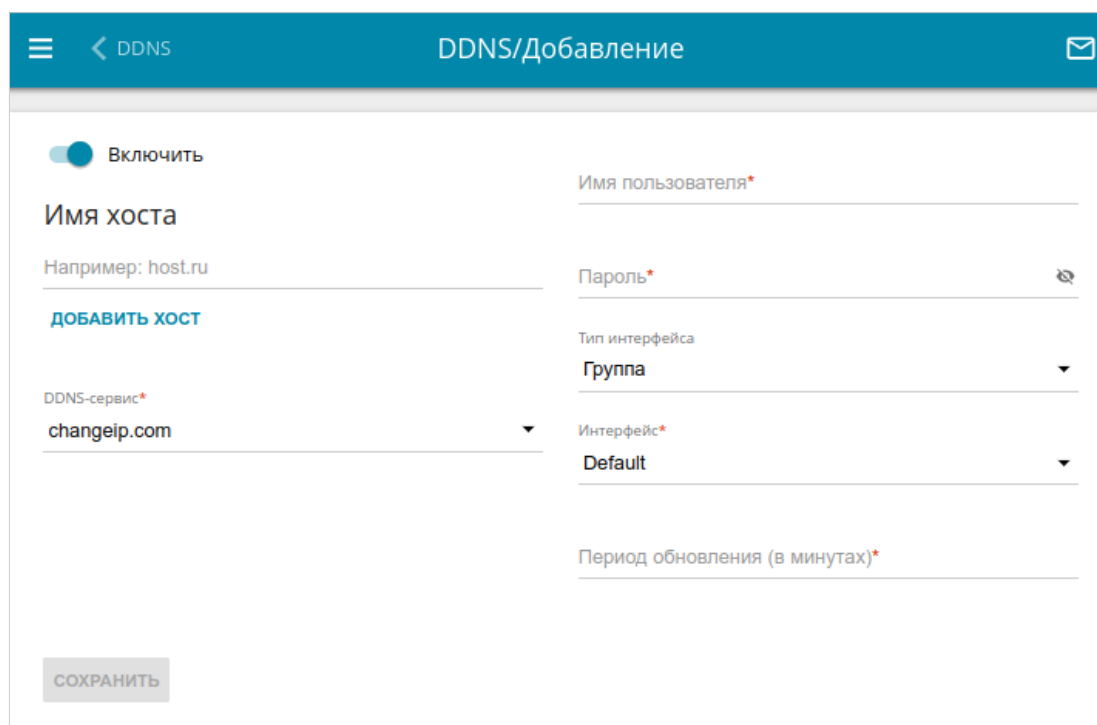 DDNS
DDNS/Добавление
Включить
Имя хоста
Например: host.ru
ДОБАВИТЬ ХОСТ
DDNS-сервис*
changeip.com
Имя пользователя*
Пароль*
Тип интерфейса
Группа
Интерфейс*
Default
Период обновления (в минутах)*
СОХРАНИТЬ